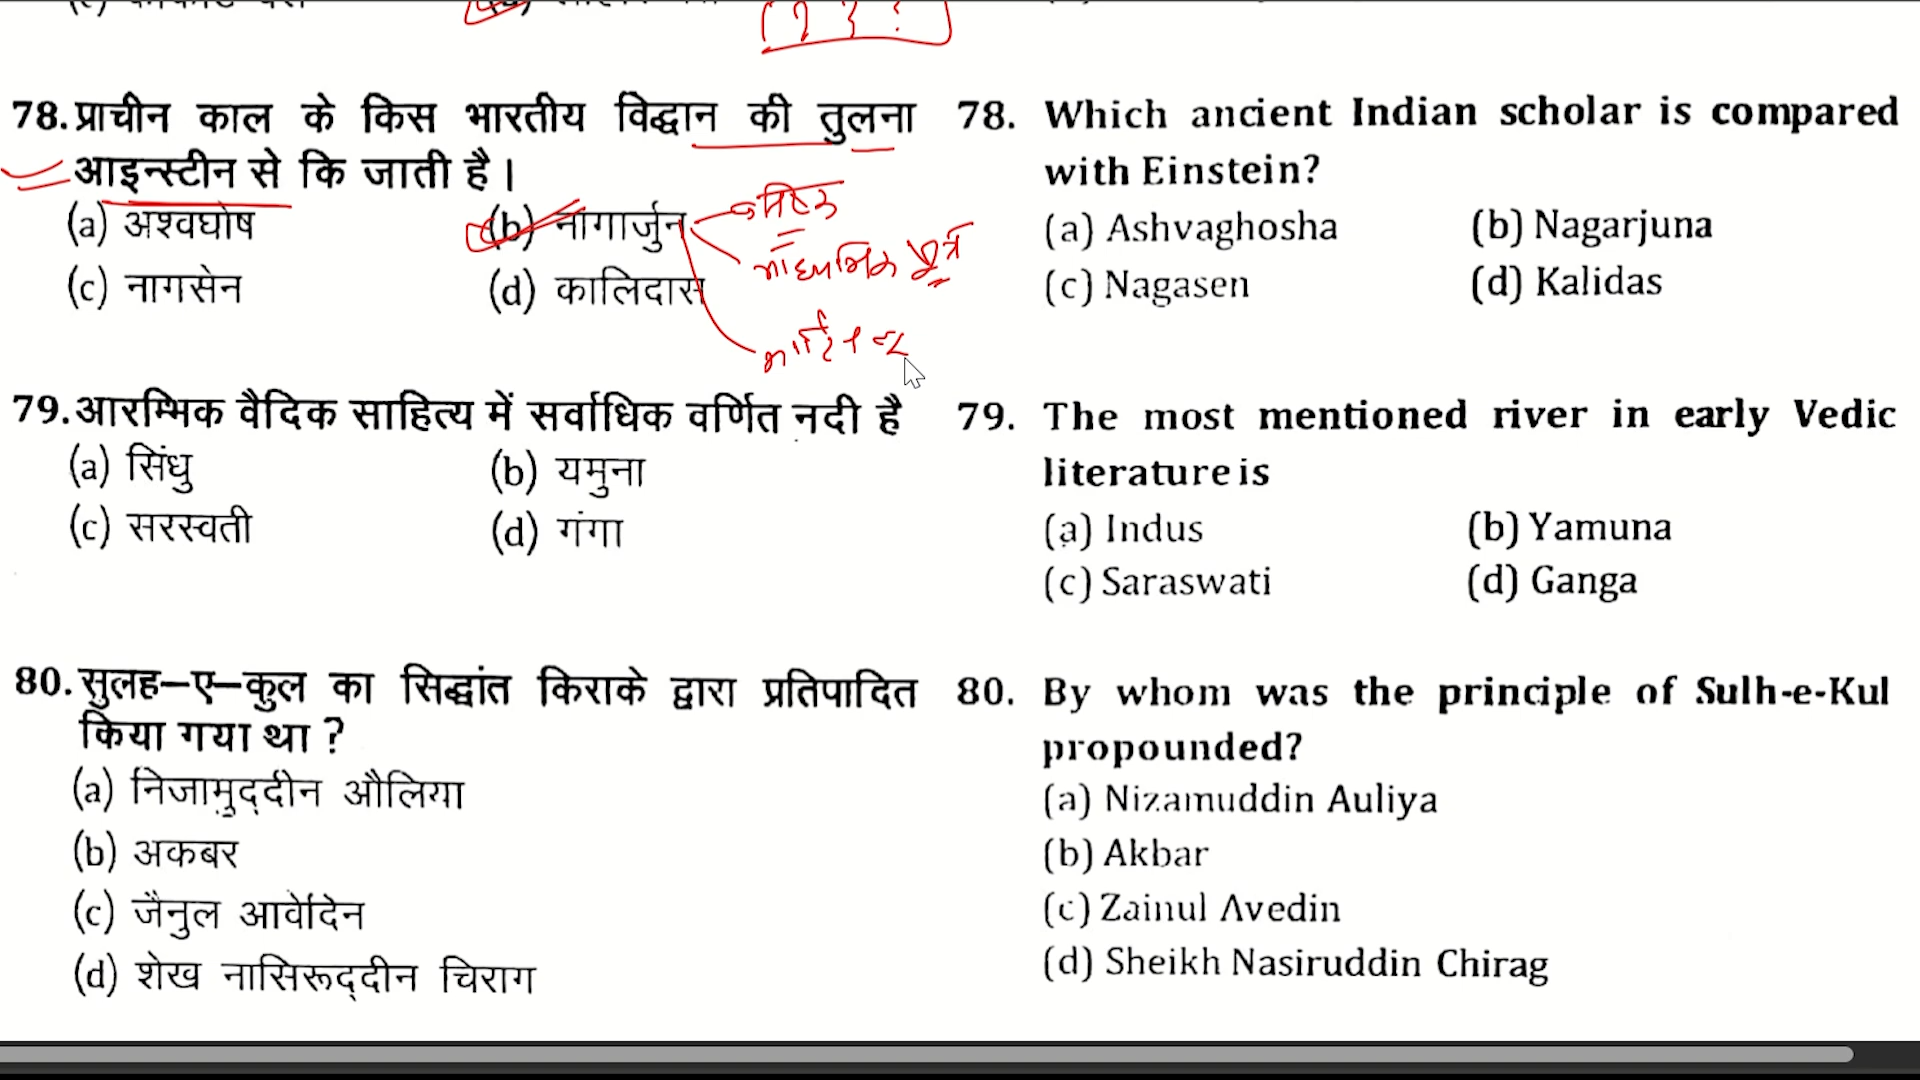 78. प्राचीन काल के किस भारतीय विद्वान की तुलना
आइन्स्टीन से कि जाती है।
(a) अश्वघोष (b) नागार्जुन
(c) नागसेन (d) कालिदास
कनिष्क
माध्यमिक सूत्र
79. आरम्भिक वैदिक साहित्य में सर्वाधिक वर्णित नदी है
(a) सिंधु (b) यमुना
(c) सरस्वती (d) गंगा
80. सुलह-ए-कुल का सिद्धांत किराके द्वारा प्रतिपादित
किया गया था ?
(a) निजामुद्दीन औलिया
(b) अकबर
(c) जैनुल आवेदिन
(d) शेख नासिरूद्दीन चिराग
78. Which ancient Indian scholar is compared
with Einstein?
(a) Ashvaghosha (b) Nagarjuna
(c) Nagasen (d) Kalidas
79. The most mentioned river in early Vedic
literature is
(a) Indus (b) Yamuna
(c) Saraswati (d) Ganga
80. By whom was the principle of Sulh-e-Kul
propounded?
(a) Nizamuddin Auliya
(b) Akbar
(c) Zainul Avedin
(d) Sheikh Nasiruddin Chirag